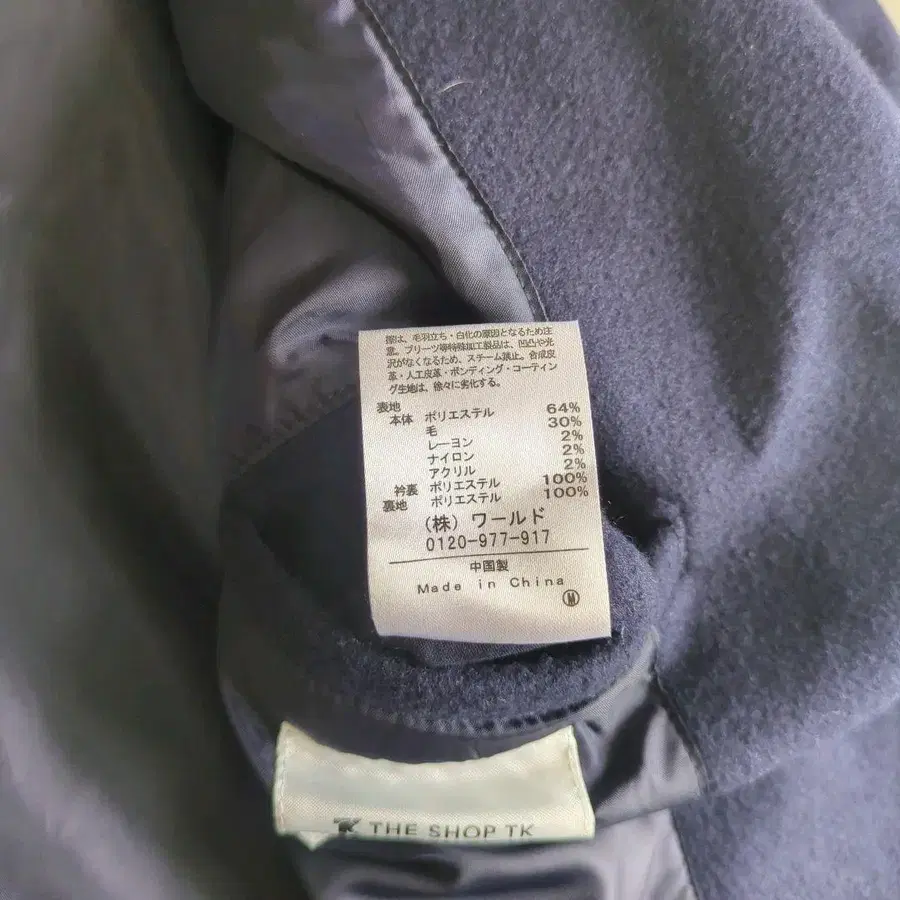 擦は、毛羽立ち・白化の原因となるため注
意。プリーツ等特殊加工製品は、凹凸や光
沢がなくなるため、スチーム禁止。合成皮
革・人工皮革・ボンディング・コーティン
グ生地は、徐々に劣化する。
表地
本体 ポリエステル 64%
毛 30%
レーヨン 2%
ナイロン 2%
アクリル 2%
衿裏 ポリエステル 100%
裏地 ポリエステル 100%
(株) ワールド
0120-977-917
中国製
Made in China
M
TK THE SHOP TK